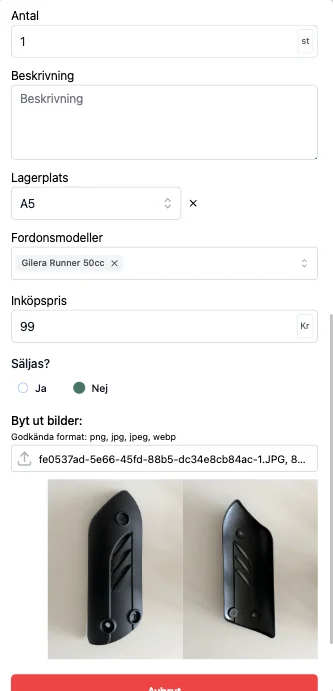 Antal
1 st
Beskrivning
Beskrivning
Lagerplats
A5 ×
Fordonsmodeller
Gilera Runner 50cc ×
Inköpspris
99 Kr
Säljas?
Ja Nej
Byt ut bilder:
Godkända format: png, jpg, jpeg, webp
fe0537ad-5e66-45fd-88b5-dc34e8cb84ac-1.JPG, 8...
Avbryt